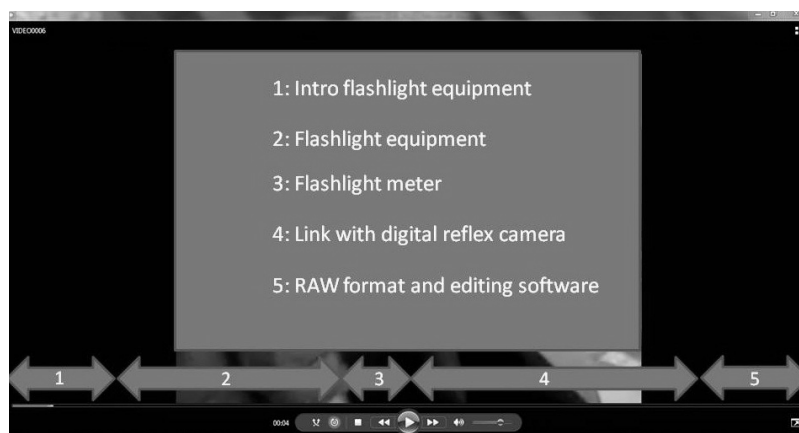 VIDEO0006
1: Intro flashlight equipment
2: Flashlight equipment
3: Flashlight meter
4: Link with digital reflex camera
5: RAW format and editing software
1 2 3 4 5
00:04